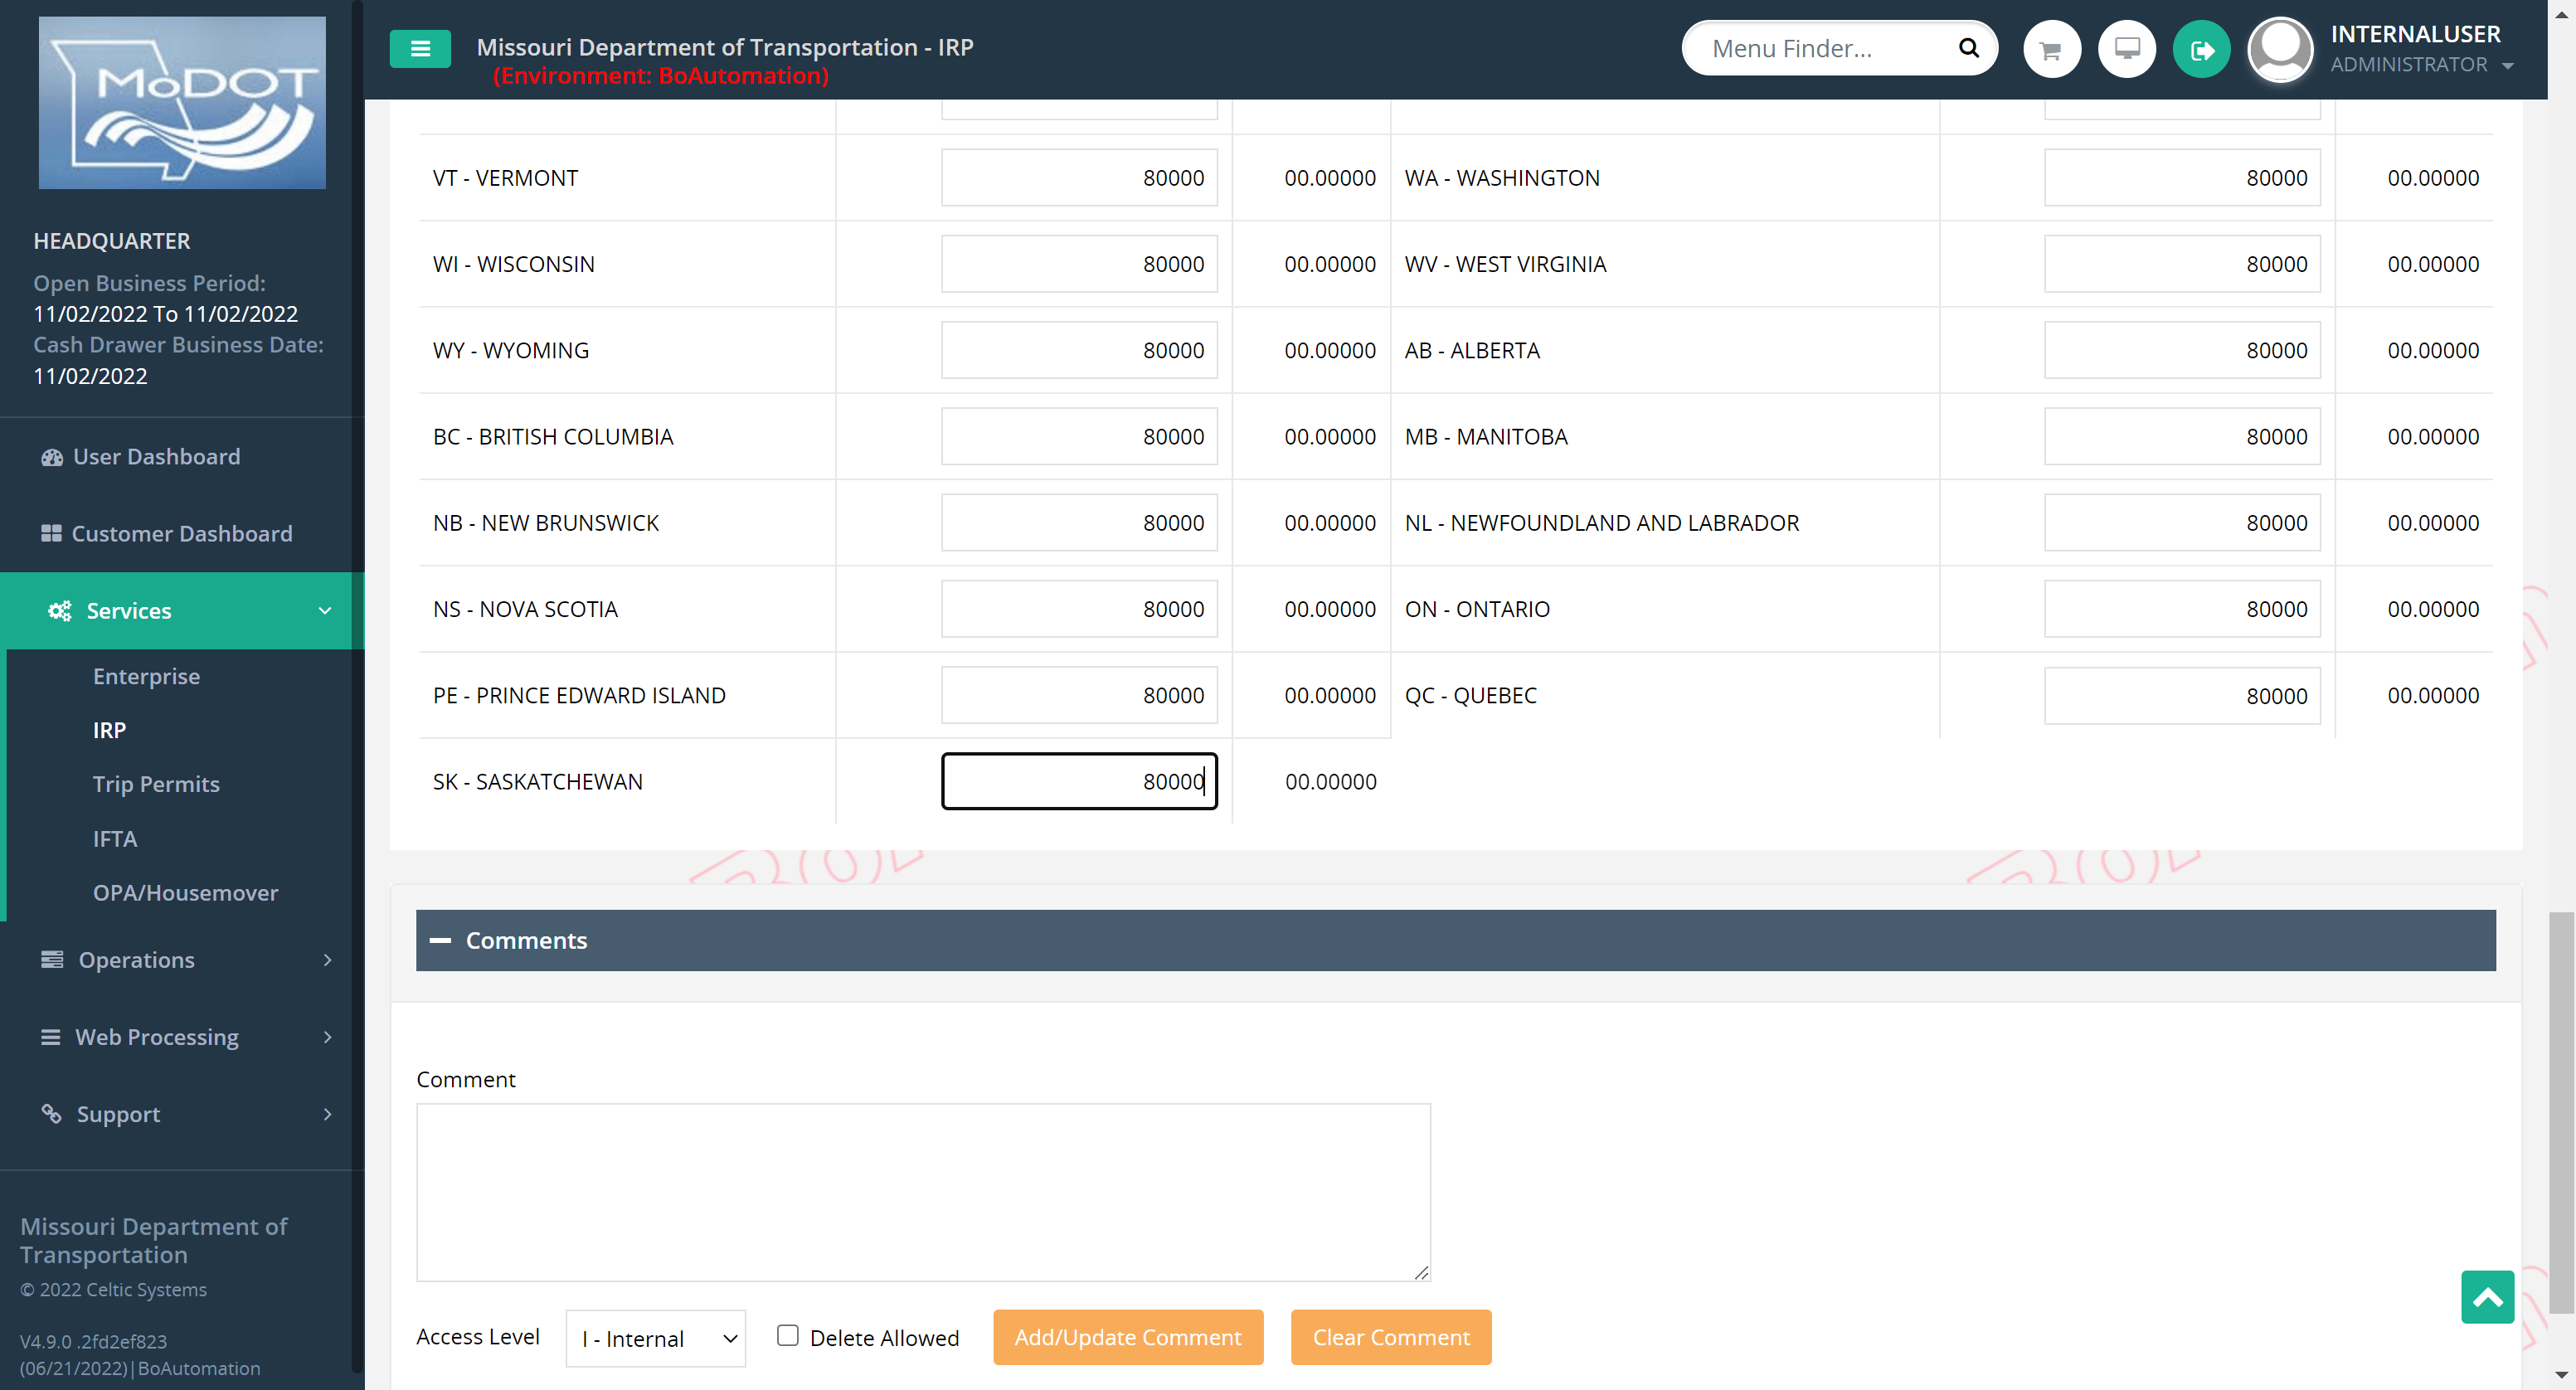 MoDOT
Missouri Department of Transportation - IRP
(Environment: BoAutomation)
Menu Finder...
INTERNALUSER
ADMINISTRATOR
HEADQUARTER
Open Business Period:
11/02/2022 To 11/02/2022
Cash Drawer Business Date:
11/02/2022
User Dashboard
Customer Dashboard
Services
Enterprise
IRP
Trip Permits
IFTA
OPA/Housemover
Operations
Web Processing
Support
Missouri Department of
Transportation
© 2022 Celtic Systems
V4.9.0 .2fd2ef823
(06/21/2022)|BoAutomation
VT - VERMONT 80000 00.00000 WA - WASHINGTON 80000 00.00000
WI - WISCONSIN 80000 00.00000 WV - WEST VIRGINIA 80000 00.00000
WY - WYOMING 80000 00.00000 AB - ALBERTA 80000 00.00000
BC - BRITISH COLUMBIA 80000 00.00000 MB - MANITOBA 80000 00.00000
NB - NEW BRUNSWICK 80000 00.00000 NL - NEWFOUNDLAND AND LABRADOR 80000 00.00000
NS - NOVA SCOTIA 80000 00.00000 ON - ONTARIO 80000 00.00000
PE - PRINCE EDWARD ISLAND 80000 00.00000 QC - QUEBEC 80000 00.00000
SK - SASKATCHEWAN 80000 00.00000
Comments
Comment
Access Level I - Internal Delete Allowed Add/Update Comment Clear Comment